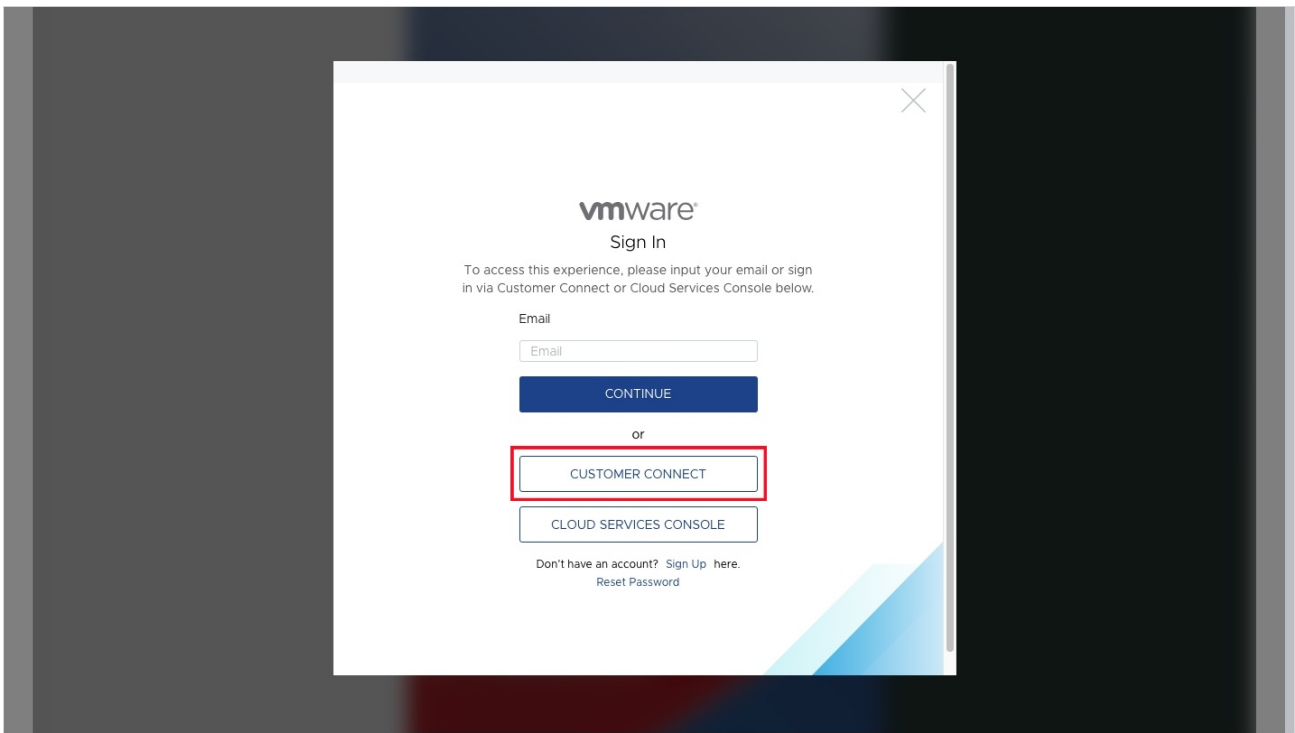 vmware®
Sign In
To access this experience, please input your email or sign
in via Customer Connect or Cloud Services Console below.
Email
Email
CONTINUE
or
CUSTOMER CONNECT
CLOUD SERVICES CONSOLE
Don't have an account? Sign Up here.
Reset Password